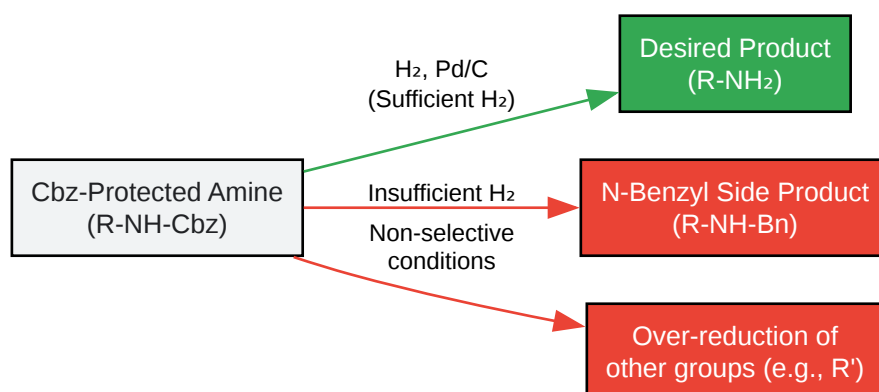 H₂, Pd/C
(Sufficient H₂)
Desired Product
(R-NH₂)
Cbz-Protected Amine
(R-NH-Cbz)
Insufficient H₂
N-Benzyl Side Product
(R-NH-Bn)
Non-selective
conditions
Over-reduction of
other groups (e.g., R')